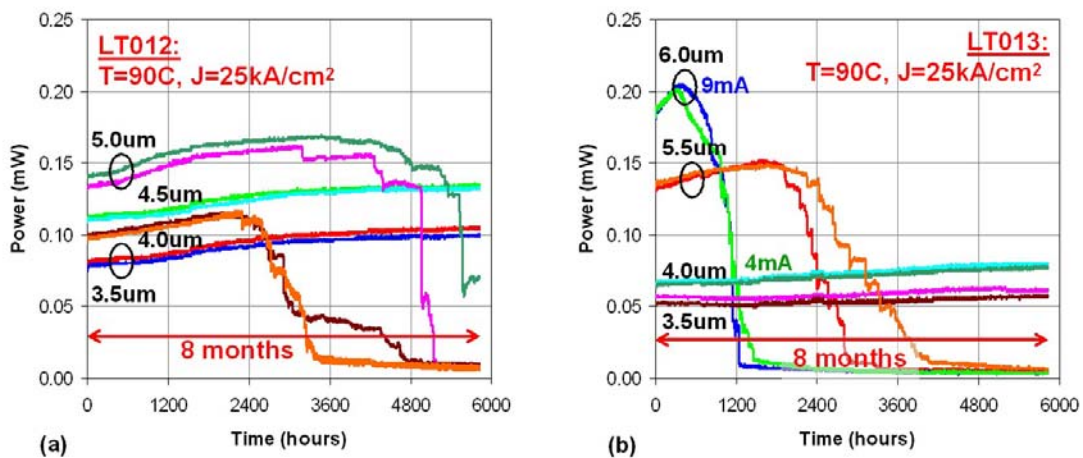 0.25
0.20
0.15
0.10
0.05
0.00
Power (mW)
LT012:
T=90C, J=25kA/cm²
5.0um
4.5um
4.0um
3.5um
8 months
0 1200 2400 3600 4800 6000
Time (hours)
(a)
0.25
0.20
0.15
0.10
0.05
0.00
Power (mW)
LT013:
T=90C, J=25kA/cm²
6.0um
9mA
5.5um
4.0um
4mA
3.5um
8 months
0 1200 2400 3600 4800 6000
Time (hours)
(b)